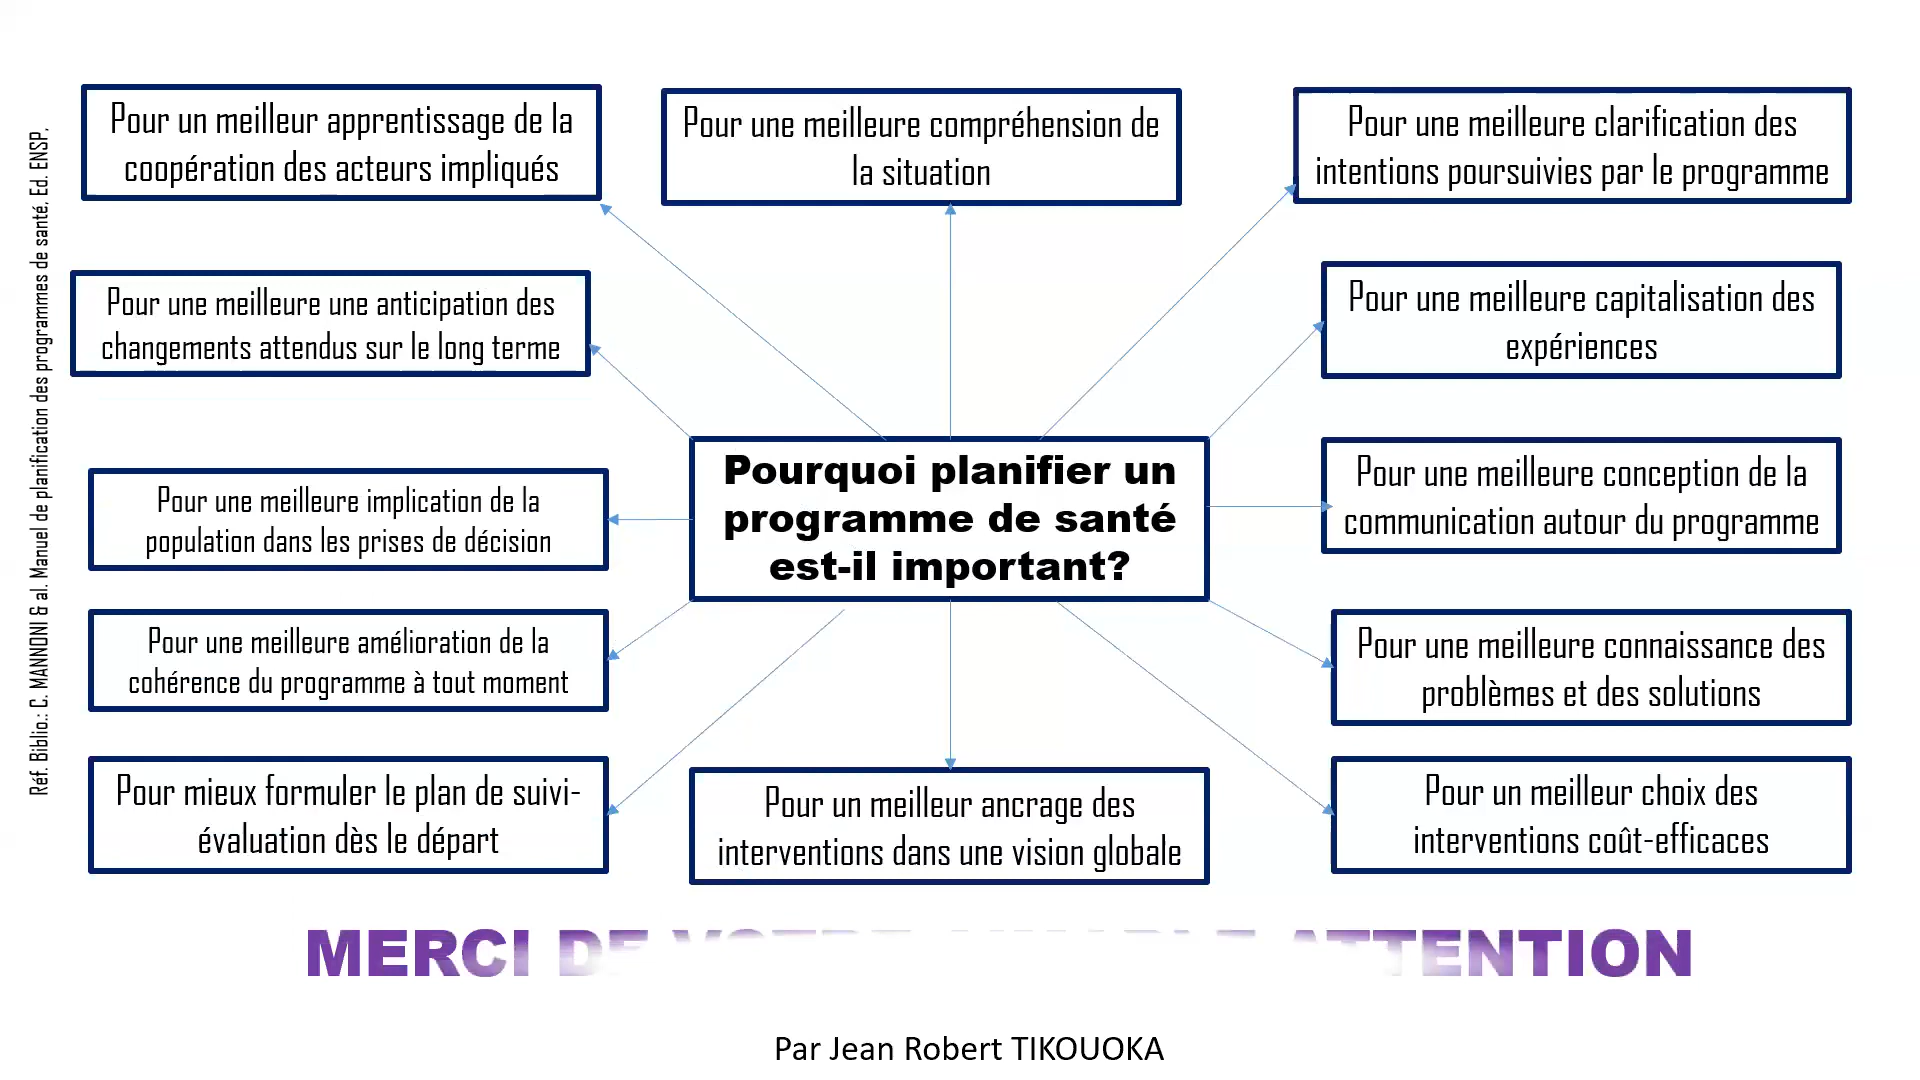 Réf. Biblio.: C. MANNONI & al. Manuel de planification des programmes de santé, Ed. ENSP,
Pour un meilleur apprentissage de la
coopération des acteurs impliqués
Pour une meilleure compréhension de
la situation
Pour une meilleure clarification des
intentions poursuivies par le programme
Pour une meilleure une anticipation des
changements attendus sur le long terme
Pour une meilleure capitalisation des
expériences
Pour une meilleure implication de la
population dans les prises de décision
Pourquoi planifier un
programme de santé
est-il important?
Pour une meilleure conception de la
communication autour du programme
Pour une meilleure amélioration de la
cohérence du programme à tout moment
Pour une meilleure connaissance des
problèmes et des solutions
Pour mieux formuler le plan de suivi-
évaluation dès le départ
Pour un meilleur ancrage des
interventions dans une vision globale
Pour un meilleur choix des
interventions coût-efficaces
MERCI DE VOTRE ATTENTION
Par Jean Robert TIKOUOKA